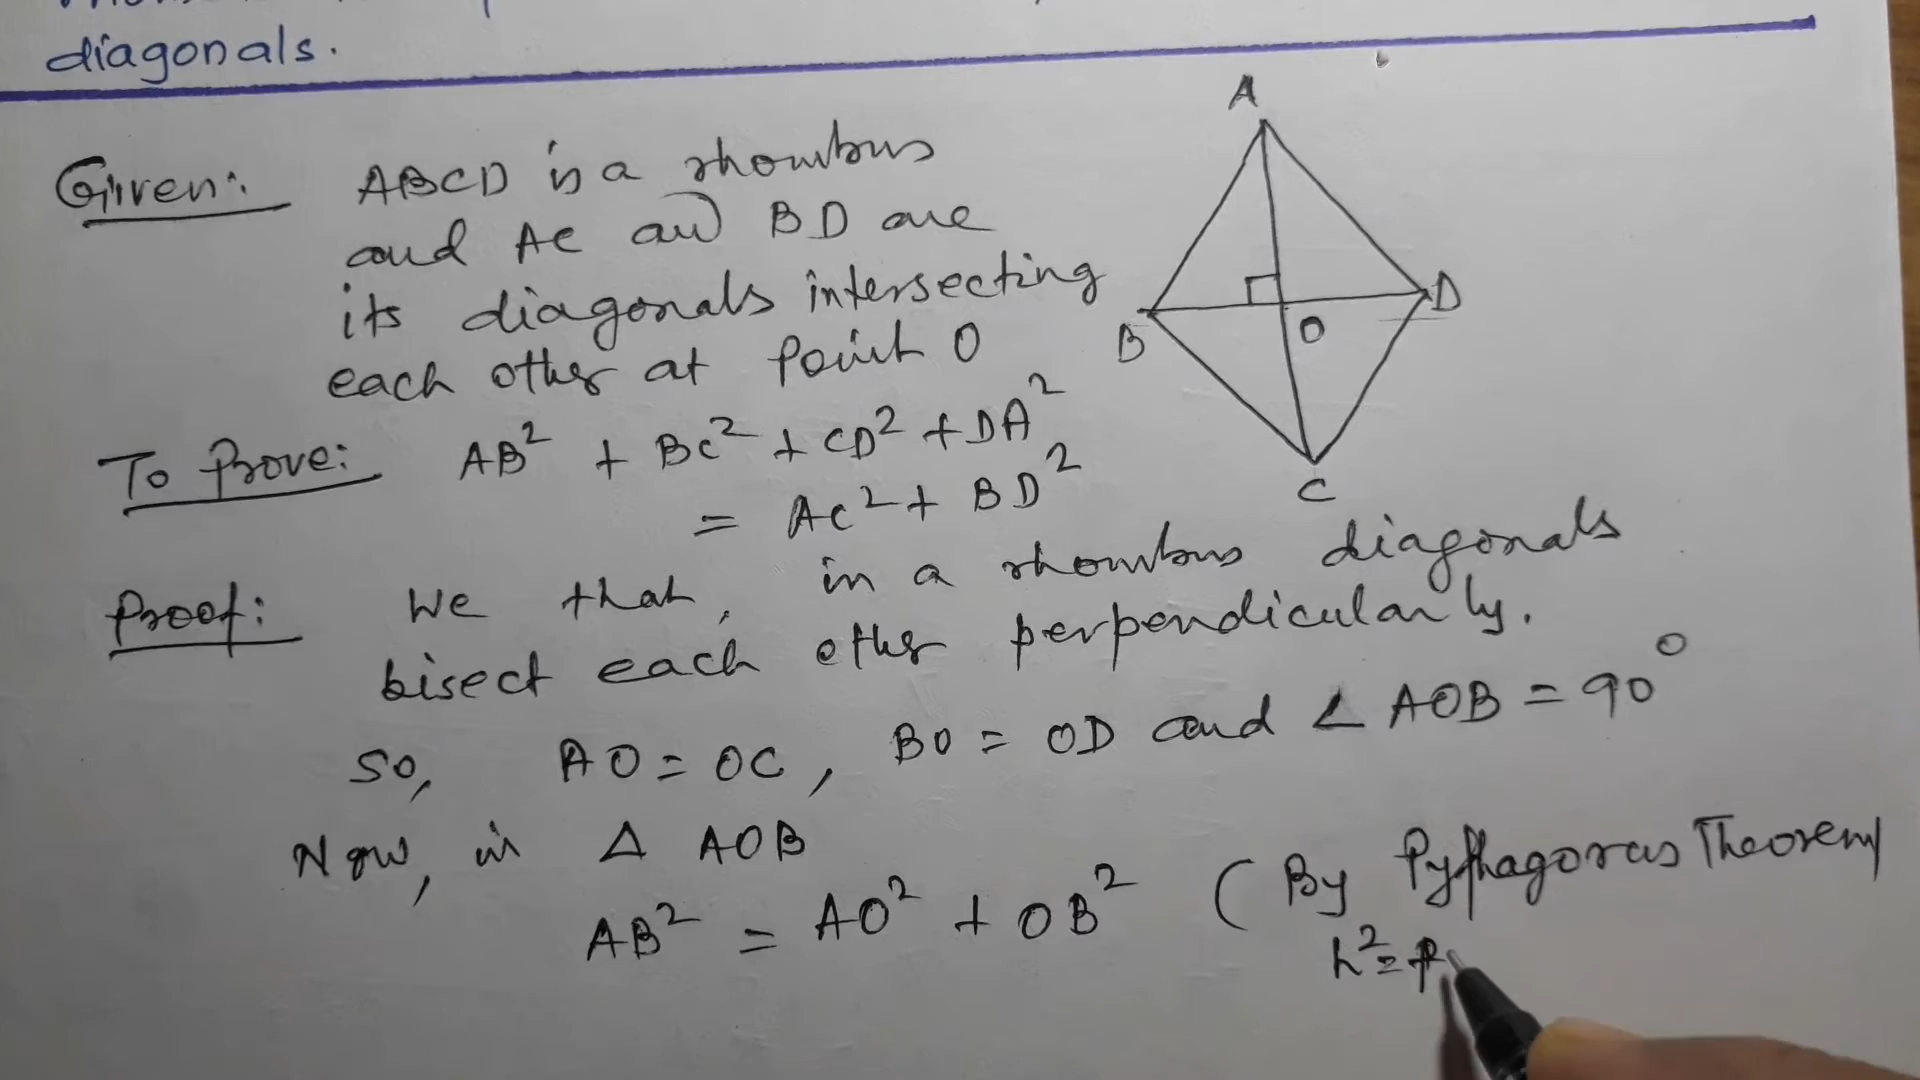 diagonals.
Given: ABCD is a rhombus
and AC and BD are
its diagonals intersecting
each other at point O
To Prove: AB² + BC² + CD² + DA²
= AC² + BD²
Proof: We that, in a rhombus diagonals
bisect each other perpendicularly.
So, AO = OC, BO = OD and ∠AOB = 90°
Now, in Δ AOB
AB² = AO² + OB² (By Pythagoras Theorem
h² = p
A
B
D
O
C